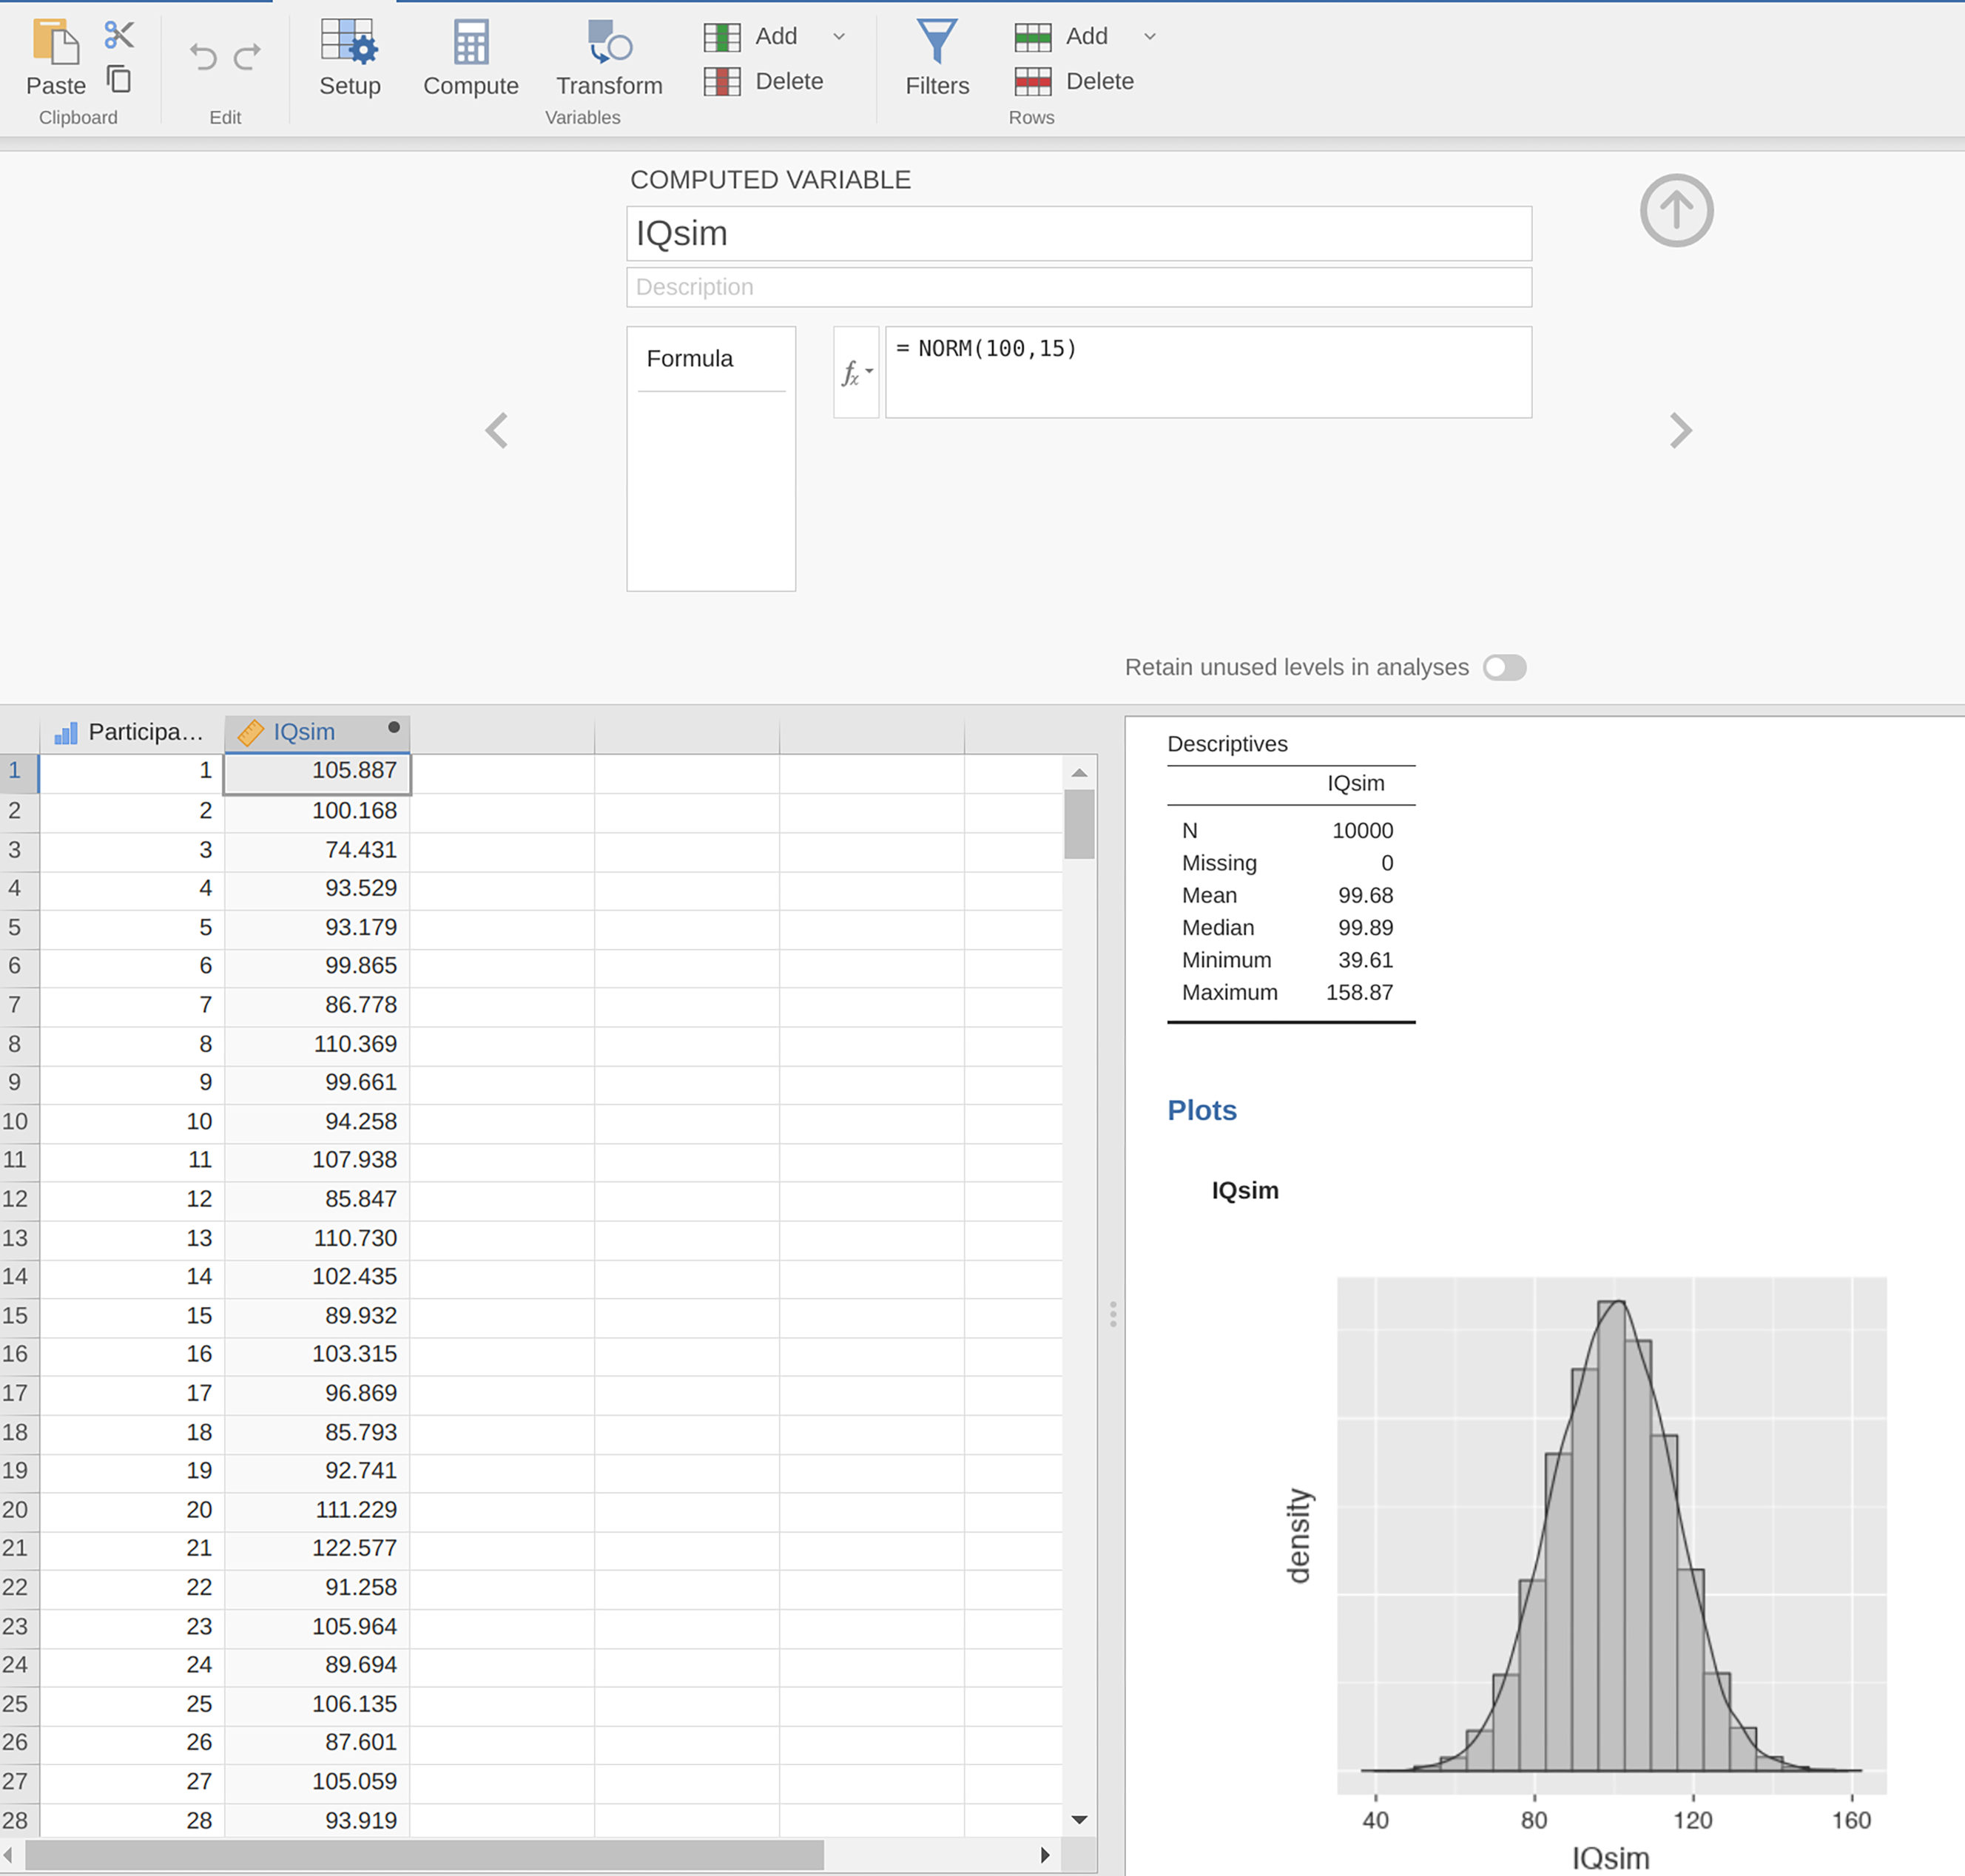 Paste
Clipboard
Edit
Setup
Compute
Transform
Add
Delete
Variables
Filters
Add
Delete
Rows
COMPUTED VARIABLE
IQsim
Description
Formula
fx
= NORM(100,15)
Retain unused levels in analyses
Participa... IQsim
1 1 105.887
2 2 100.168
3 3 74.431
4 4 93.529
5 5 93.179
6 6 99.865
7 7 86.778
8 8 110.369
9 9 99.661
10 10 94.258
11 11 107.938
12 12 85.847
13 13 110.730
14 14 102.435
15 15 89.932
16 16 103.315
17 17 96.869
18 18 85.793
19 19 92.741
20 20 111.229
21 21 122.577
22 22 91.258
23 23 105.964
24 24 89.694
25 25 106.135
26 26 87.601
27 27 105.059
28 28 93.919
Descriptives
IQsim
N 10000
Missing 0
Mean 99.68
Median 99.89
Minimum 39.61
Maximum 158.87
Plots
IQsim
density
40 80 120 160
IQsim